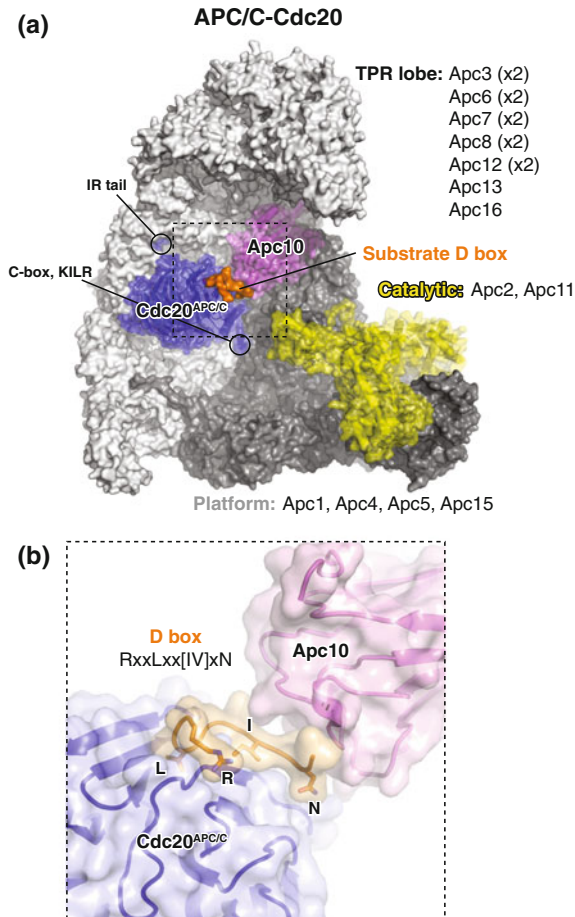 (a)
APC/C-Cdc20
TPR lobe: Apc3 (x2)
Apc6 (x2)
Apc7 (x2)
Apc8 (x2)
Apc12 (x2)
Apc13
Apc16
IR tail
Apc10
Substrate D box
C-box, KILR
Cdc20APC/C
Catalytic: Apc2, Apc11
Platform: Apc1, Apc4, Apc5, Apc15
(b)
D box
RxxLxx[IV]xN
Apc10
I
L
R
N
Cdc20APC/C